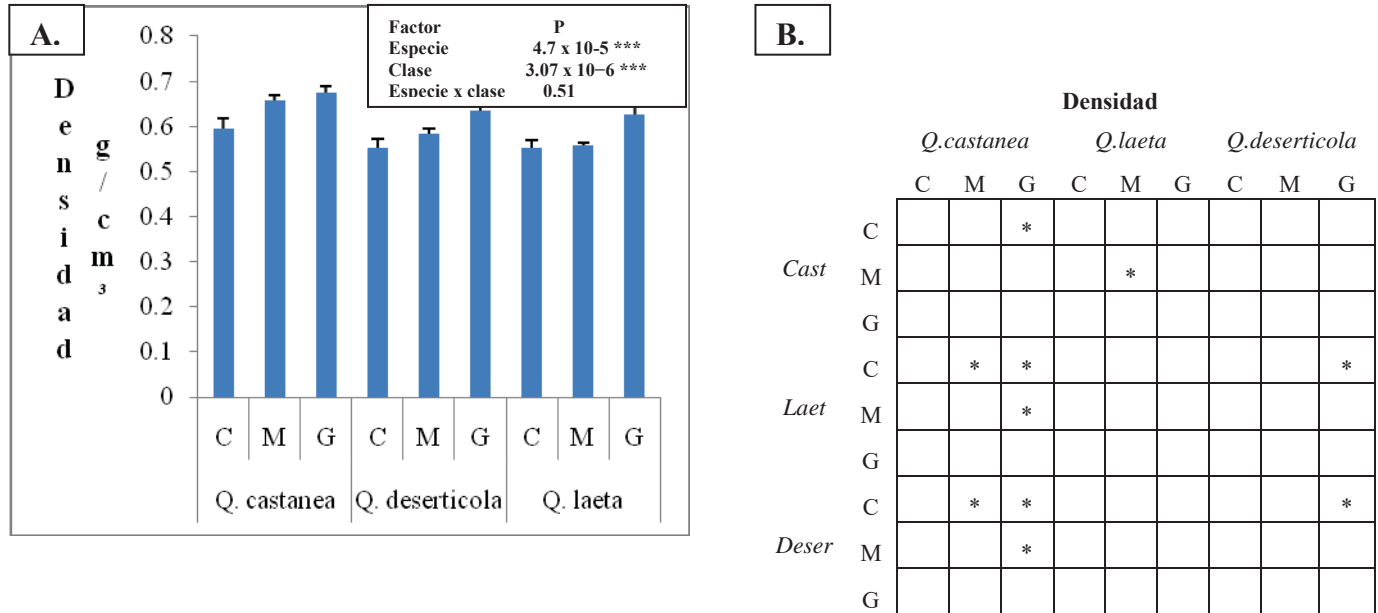 A.
Densidad
g/cm³
0.8
0.7
0.6
0.5
0.4
0.3
0.2
0.1
0
Factor P
Especie 4.7 x 10-5 ***
Clase 3.07 x 10−6 ***
Especie x clase 0.51
C M G C M G C M G
Q. castanea Q. deserticola Q. laeta
B.
Densidad
Q.castanea Q.laeta Q.deserticola
C M G C M G C M G
C *
Cast M *
G
C * * *
Laet M *
G
C * * *
Deser M *
G